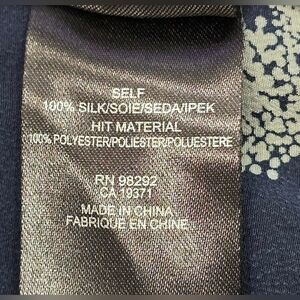 SELF
100% SILK/SOIE/SEDA/IPEK
HIT MATERIAL
100% POLYESTER/POLIESTER/POLUESTERE
RN 98292
CA 19371
MADE IN CHINA
FABRIQUE EN CHINE